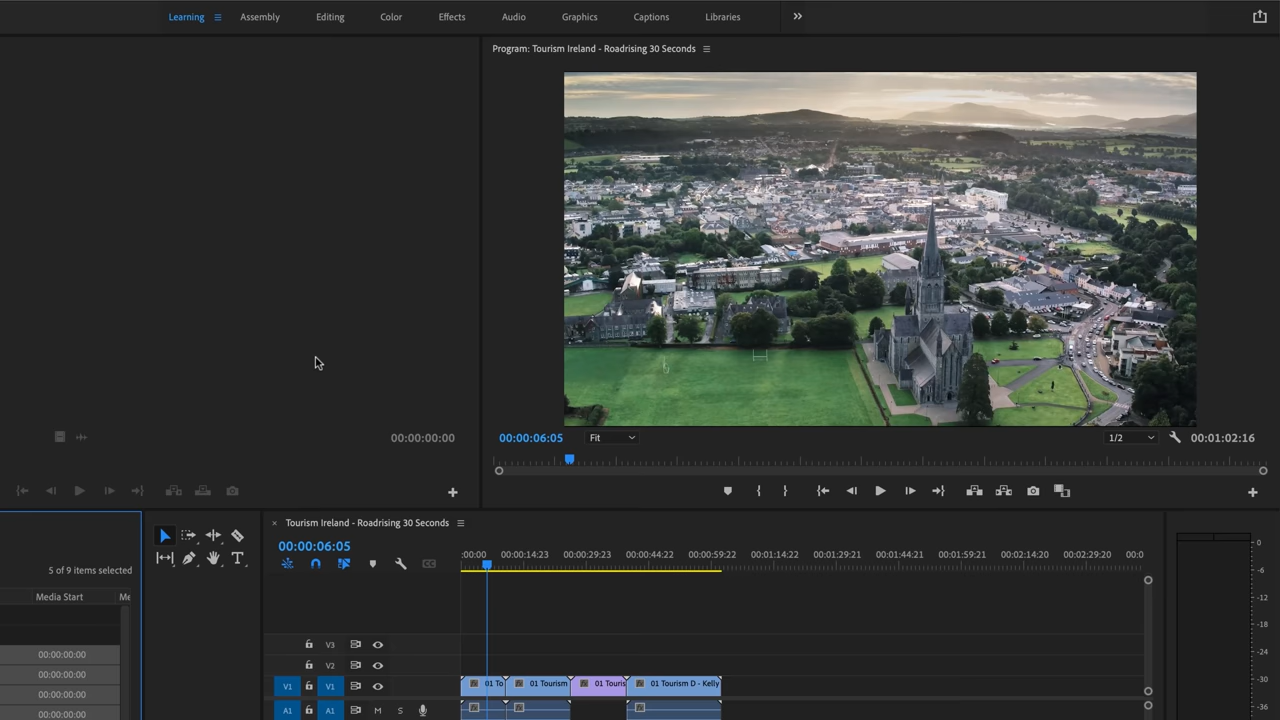 Learning Assembly Editing Color Effects Audio Graphics Captions Libraries
Program: Tourism Ireland - Roadrising 30 Seconds
00:00:00:00
00:00:06:05 Fit 1/2 00:01:02:16
Tourism Ireland - Roadrising 30 Seconds
00:00:06:05
:00:00 00:00:14:23 00:00:29:23 00:00:44:22 00:00:59:22 00:01:14:22 00:01:29:21 00:01:44:21 00:01:59:21 00:02:14:20 00:02:29:20 00:0
5 of 9 items selected
Media Start Me
00:00:00:00
00:00:00:00
00:00:00:00
00:00:00:00
V3
V2
V1 V1 01 To 01 Tourism 01 Touris 01 Tourism D - Kelly
A1 A1 M S
0
-6
-12
-18
-24
-30
-36